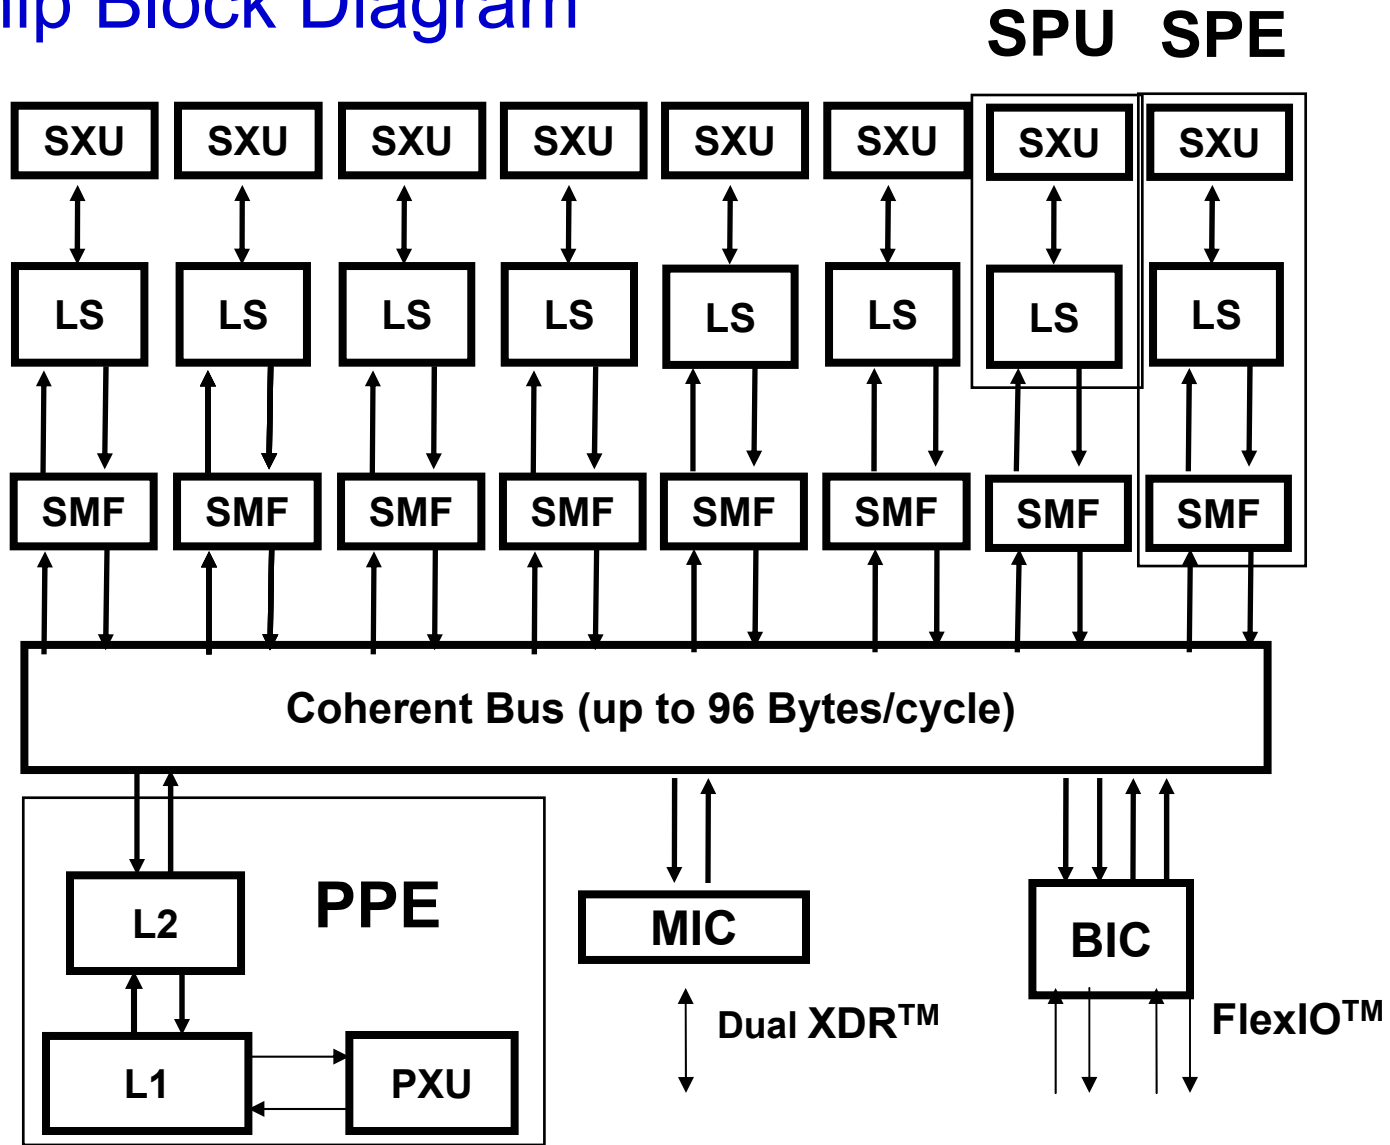 Block Diagram
SPU SPE
SXU SXU SXU SXU SXU SXU SXU SXU
LS LS LS LS LS LS LS LS
SMF SMF SMF SMF SMF SMF SMF SMF
Coherent Bus (up to 96 Bytes/cycle)
PPE
L2
MIC
BIC
Dual XDR™
FlexIO™
L1
PXU